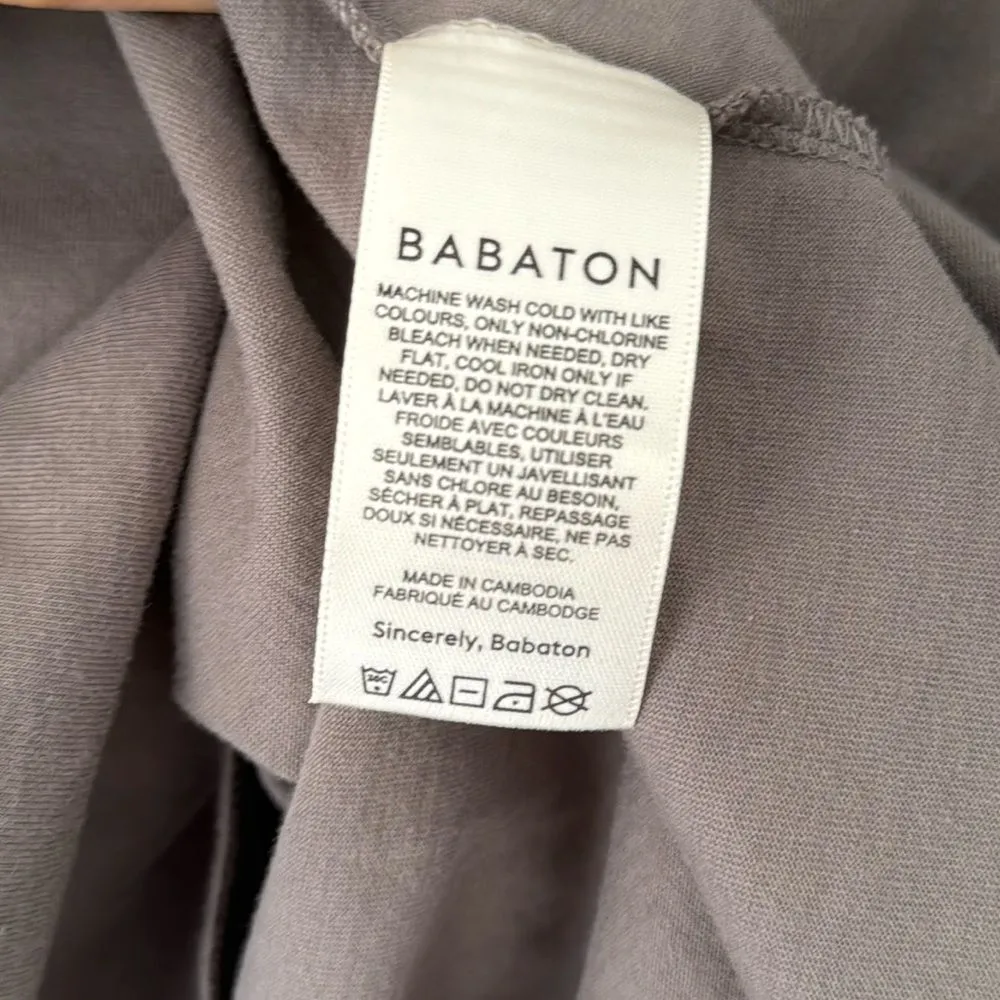 BABATON
MACHINE WASH COLD WITH LIKE
COLOURS, ONLY NON-CHLORINE
BLEACH WHEN NEEDED, DRY
FLAT, COOL IRON ONLY IF
NEEDED, DO NOT DRY CLEAN.
LAVER À LA MACHINE À L'EAU
FROIDE AVEC COULEURS
SEMBLABLES, UTILISER
SEULEMENT UN JAVELLISANT
SANS CHLORE AU BESOIN,
SÉCHER À PLAT, REPASSAGE
DOUX SI NÉCESSAIRE, NE PAS
NETTOYER À SEC.
MADE IN CAMBODIA
FABRIQUÉ AU CAMBODGE
Sincerely, Babaton
30C